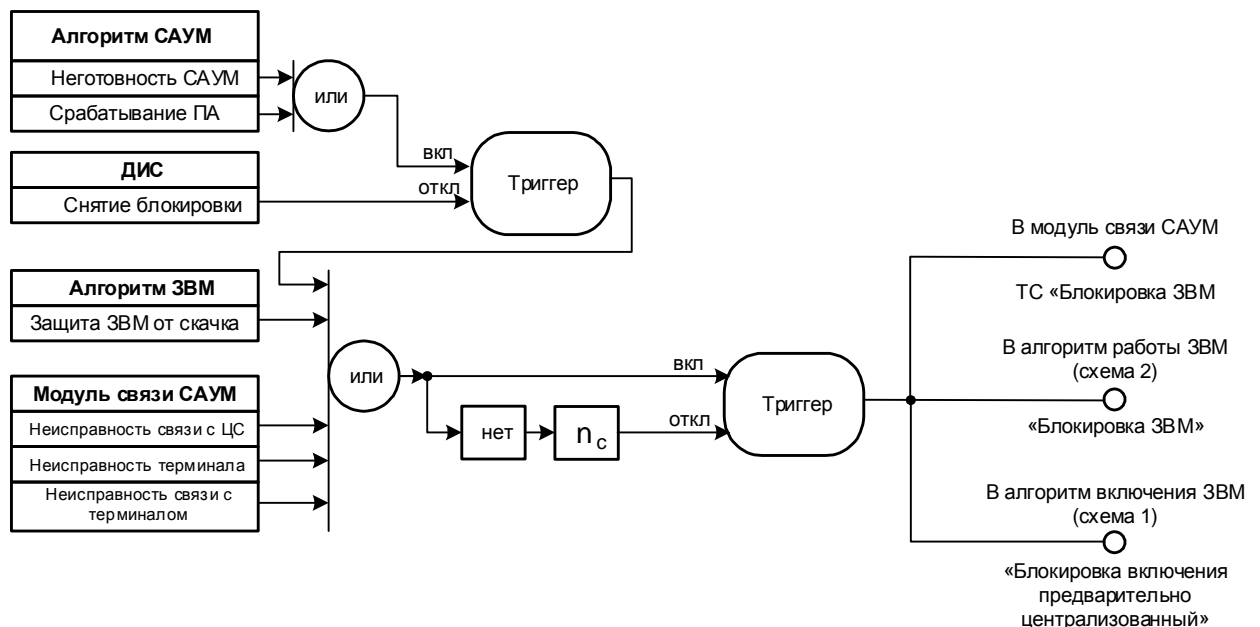 Алгоритм САУМ
Неготовность САУМ
Срабатывание ПА
или
ДИС
Снятие блокировки
вкл
откл
Триггер
Алгоритм ЗВМ
Защита ЗВМ от скачка
Модуль связи САУМ
Неисправность связи с ЦС
Неисправность терминала
Неисправность связи с
терминалом
или
нет
n с
вкл
откл
Триггер
В модуль связи САУМ
ТС «Блокировка ЗВМ
В алгоритм работы ЗВМ
(схема 2)
«Блокировка ЗВМ»
В алгоритм включения ЗВМ
(схема 1)
«Блокировка включения
предварительно
централизованный»